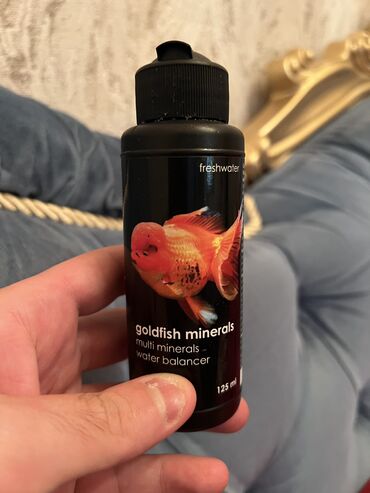 freshwater
goldfish minerals
multi minerals
water balancer
125 ml